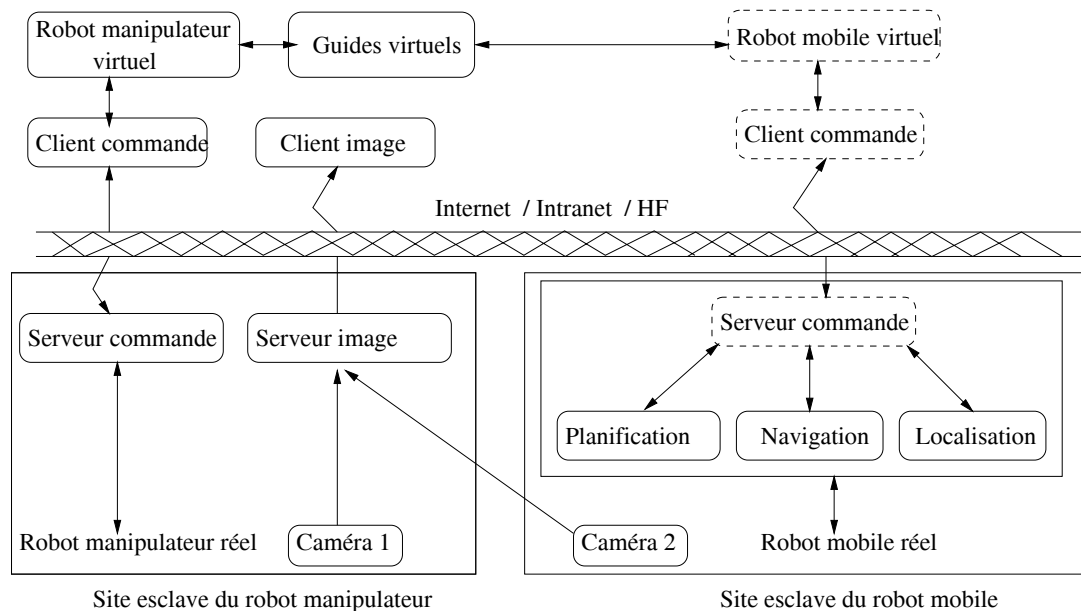 Robot manipulateur
virtuel
Guides virtuels
Robot mobile virtuel
Client commande
Client image
Client commande
Internet / Intranet / HF
Serveur commande
Serveur image
Serveur commande
Planification
Navigation
Localisation
Robot manipulateur réel
Caméra 1
Caméra 2
Robot mobile réel
Site esclave du robot manipulateur
Site esclave du robot mobile